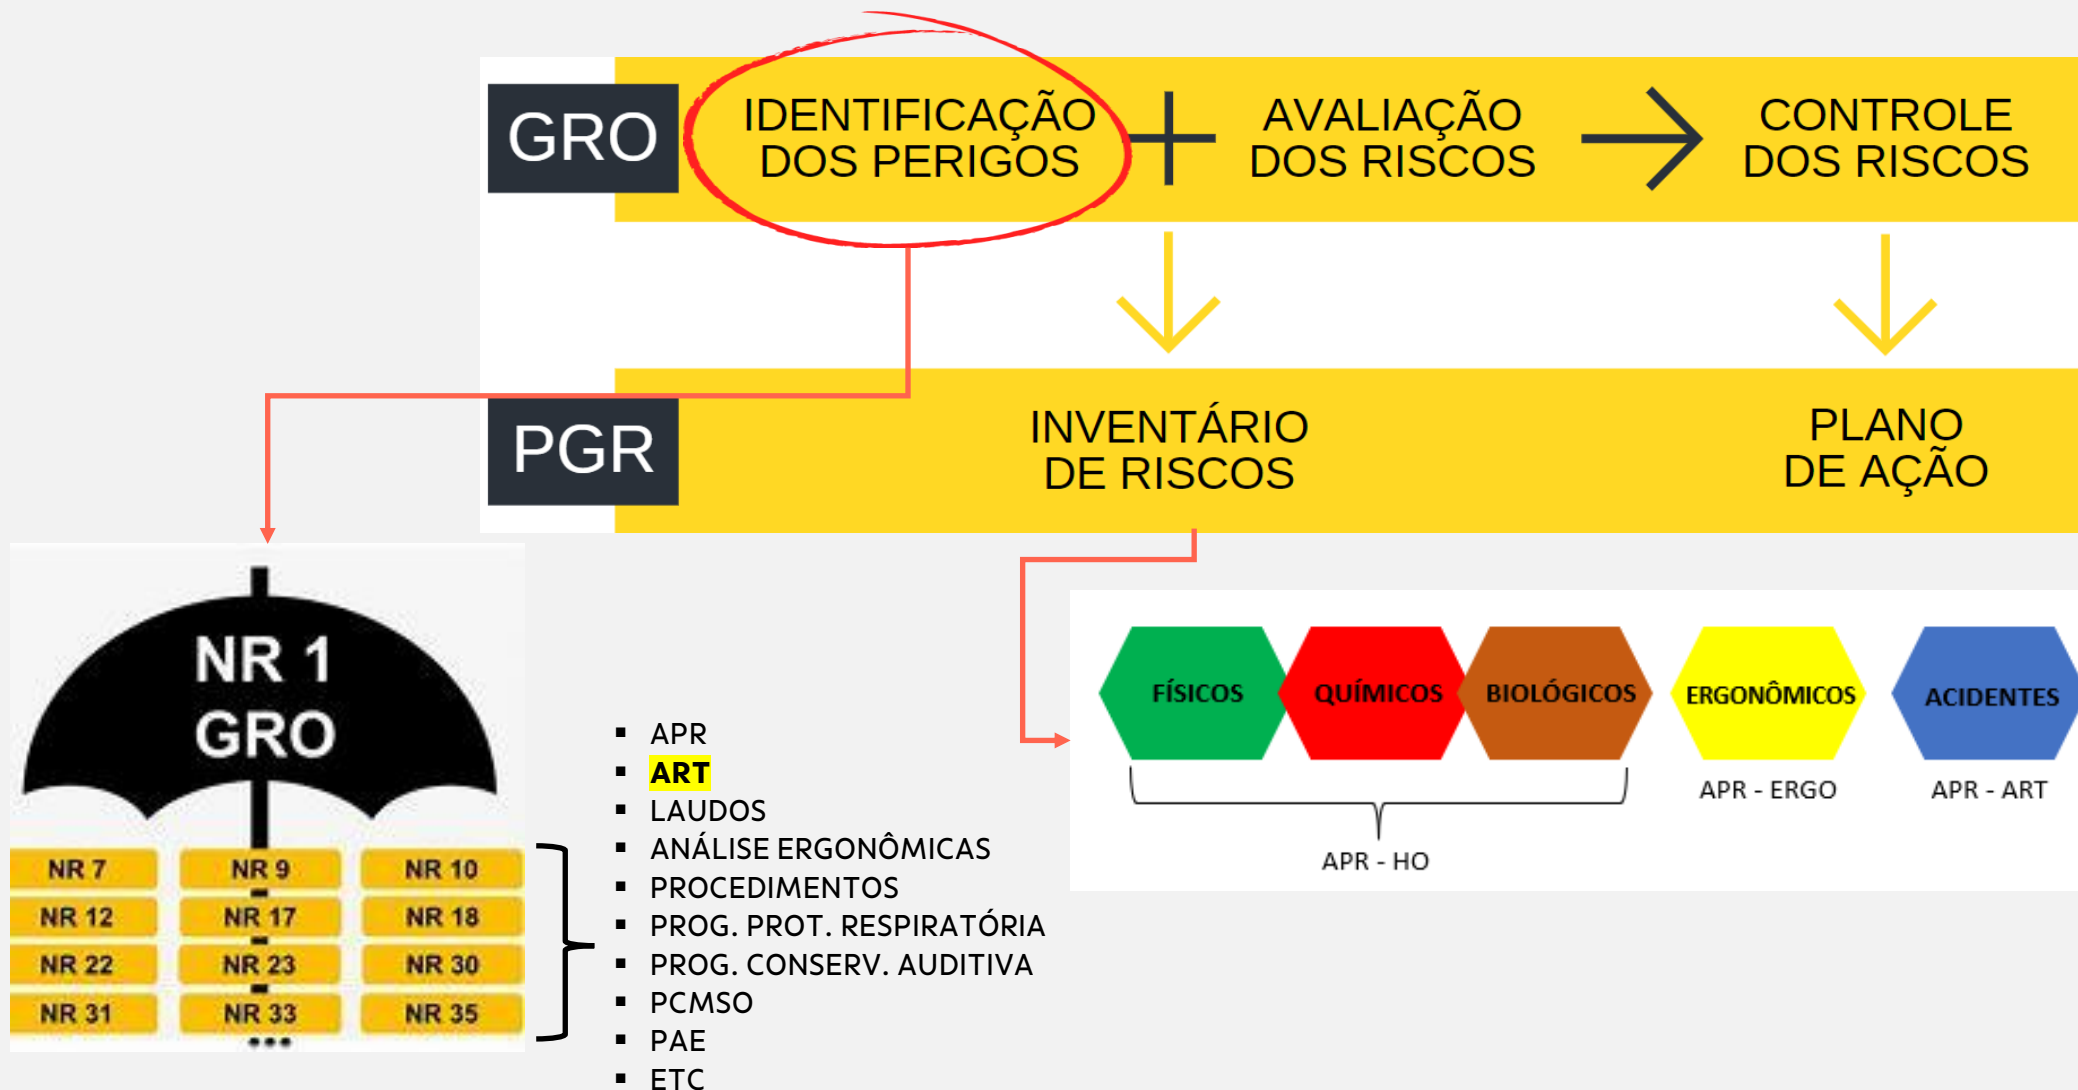 GRO
IDENTIFICAÇÃO
DOS PERIGOS
AVALIAÇÃO
DOS RISCOS
CONTROLE
DOS RISCOS
PGR
INVENTÁRIO
DE RISCOS
PLANO
DE AÇÃO
NR 1
GRO
NR 7
NR 9
NR 10
NR 12
NR 17
NR 18
NR 22
NR 23
NR 30
NR 31
NR 33
NR 35
...
▪ APR
▪ ART
▪ LAUDOS
▪ ANÁLISE ERGONÔMICAS
▪ PROCEDIMENTOS
▪ PROG. PROT. RESPIRATÓRIA
▪ PROG. CONSERV. AUDITIVA
▪ PCMSO
▪ PAE
▪ ETC
FÍSICOS
QUÍMICOS
BIOLÓGICOS
ERGONÔMICOS
ACIDENTES
APR - HO
APR - ERGO
APR - ART